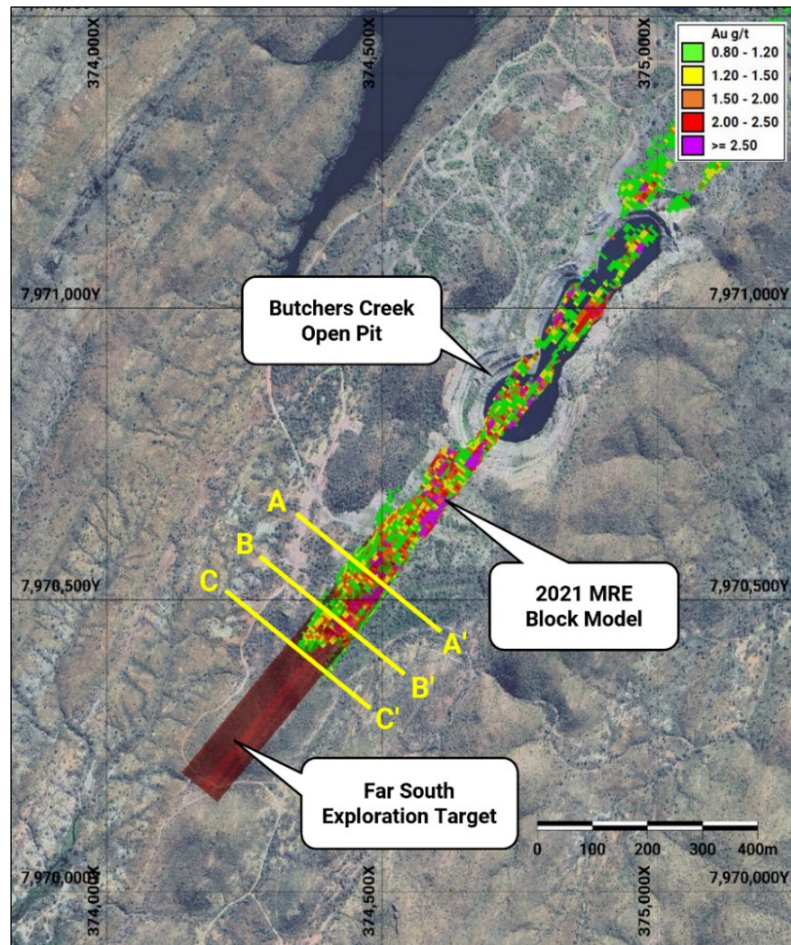 374,000X
374,500X
375,000X
Au g/t
0.80 - 1.20
1.20 - 1.50
1.50 - 2.00
2.00 - 2.50
>= 2.50
7,971,000Y
7,971,000Y
Butchers Creek
Open Pit
A
B
C
7,970,500Y
7,970,500Y
2021 MRE
Block Model
A'
B'
C'
Far South
Exploration Target
0 100 200 300 400m
7,970,000Y
7,970,000Y
374,000X
374,500X
375,000X